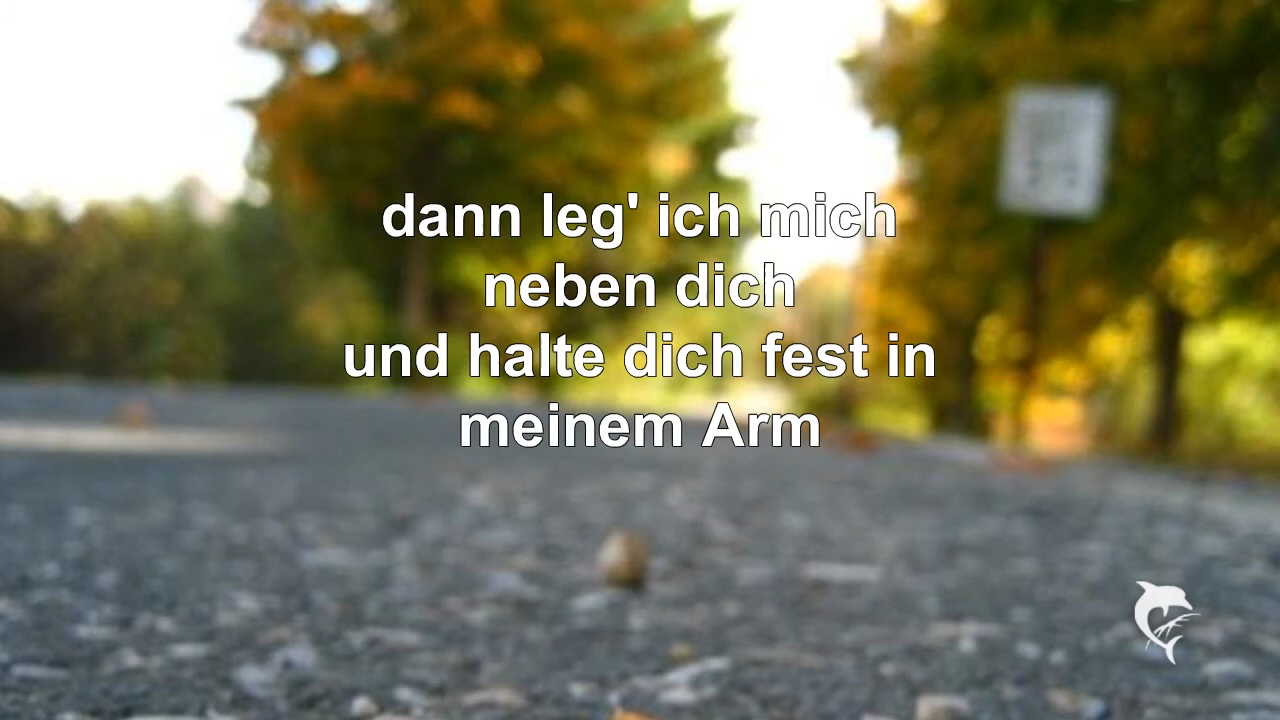 dann leg' ich mich
neben dich
und halte dich fest in
meinem Arm